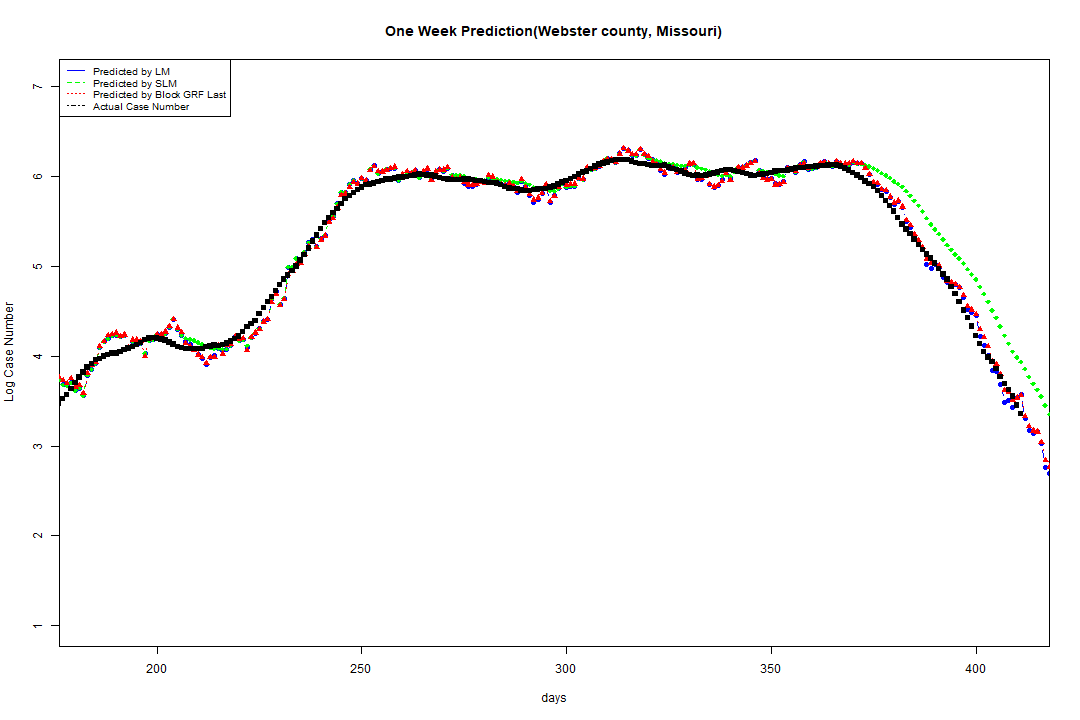 One Week Prediction(Webster county, Missouri)
Predicted by LM
Predicted by SLM
Predicted by Block GRF Last
Actual Case Number
Log Case Number
7
6
5
4
3
2
1
200
250
300
350
400
days